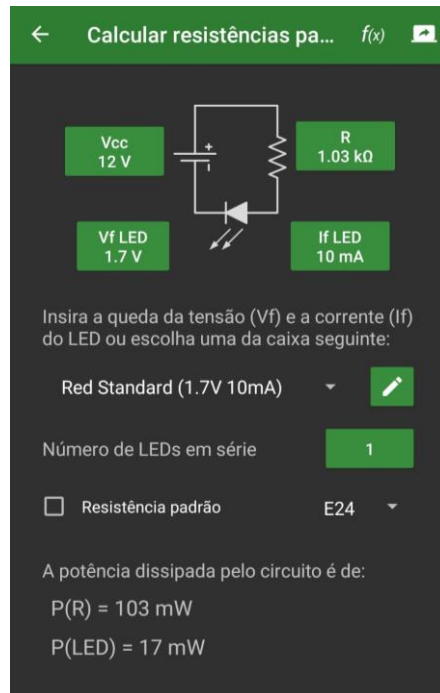 Calcular resistências pa... f(x)
Vcc
12 V
R
1.03 kΩ
Vf LED
1.7 V
If LED
10 mA
Insira a queda da tensão (Vf) e a corrente (If)
do LED ou escolha uma da caixa seguinte:
Red Standard (1.7V 10mA)
Número de LEDs em série 1
Resistência padrão E24
A potência dissipada pelo circuito é de:
P(R) = 103 mW
P(LED) = 17 mW